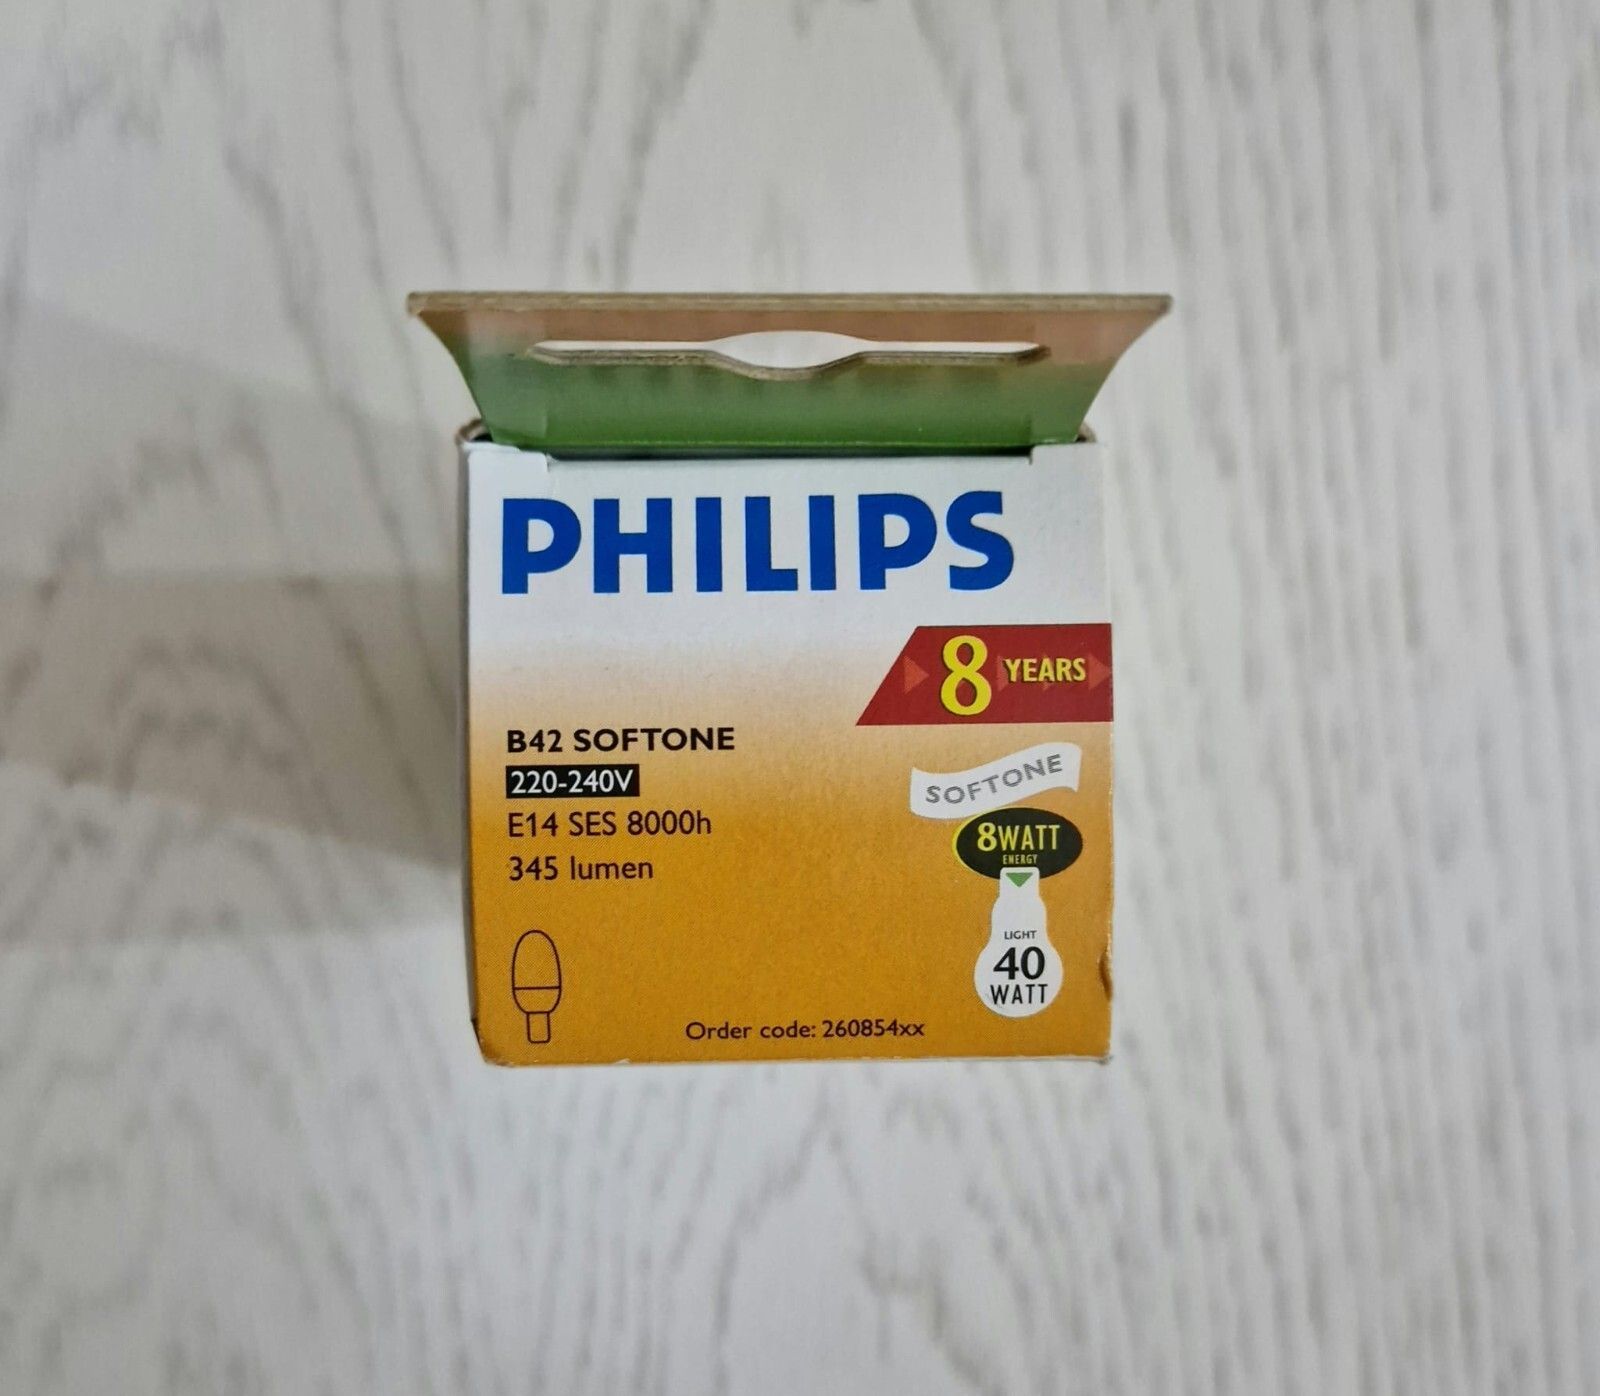 PHILIPS
8 YEARS
B42 SOFTONE
220-240V
E14 SES 8000h
345 lumen
SOFTONE
8WATT
ENERGY
LIGHT
40
WATT
Order code: 260854xx